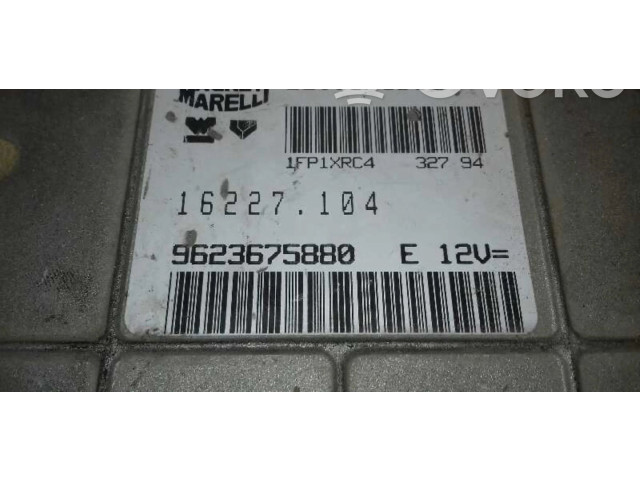 MARELLI
1FP1XRC4 327 94
16227.104
9623675880 E 12V=